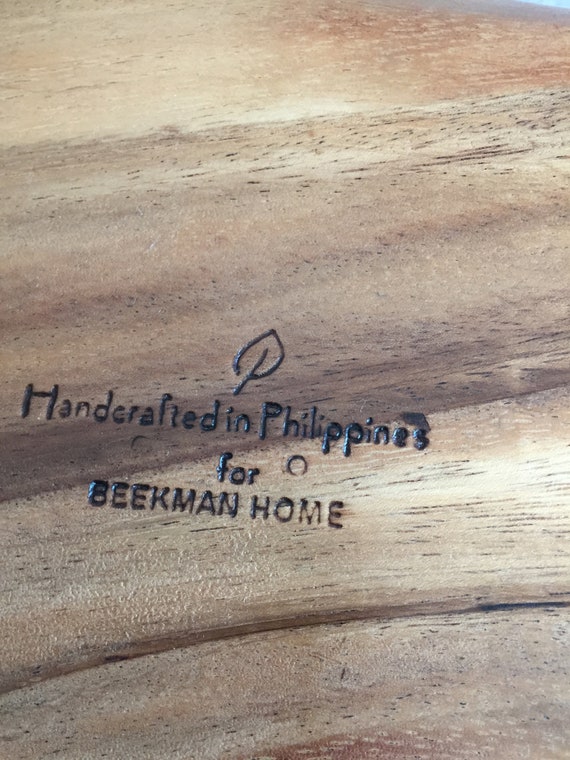 Handcrafted in Philippines
for
BEEKMAN HOME